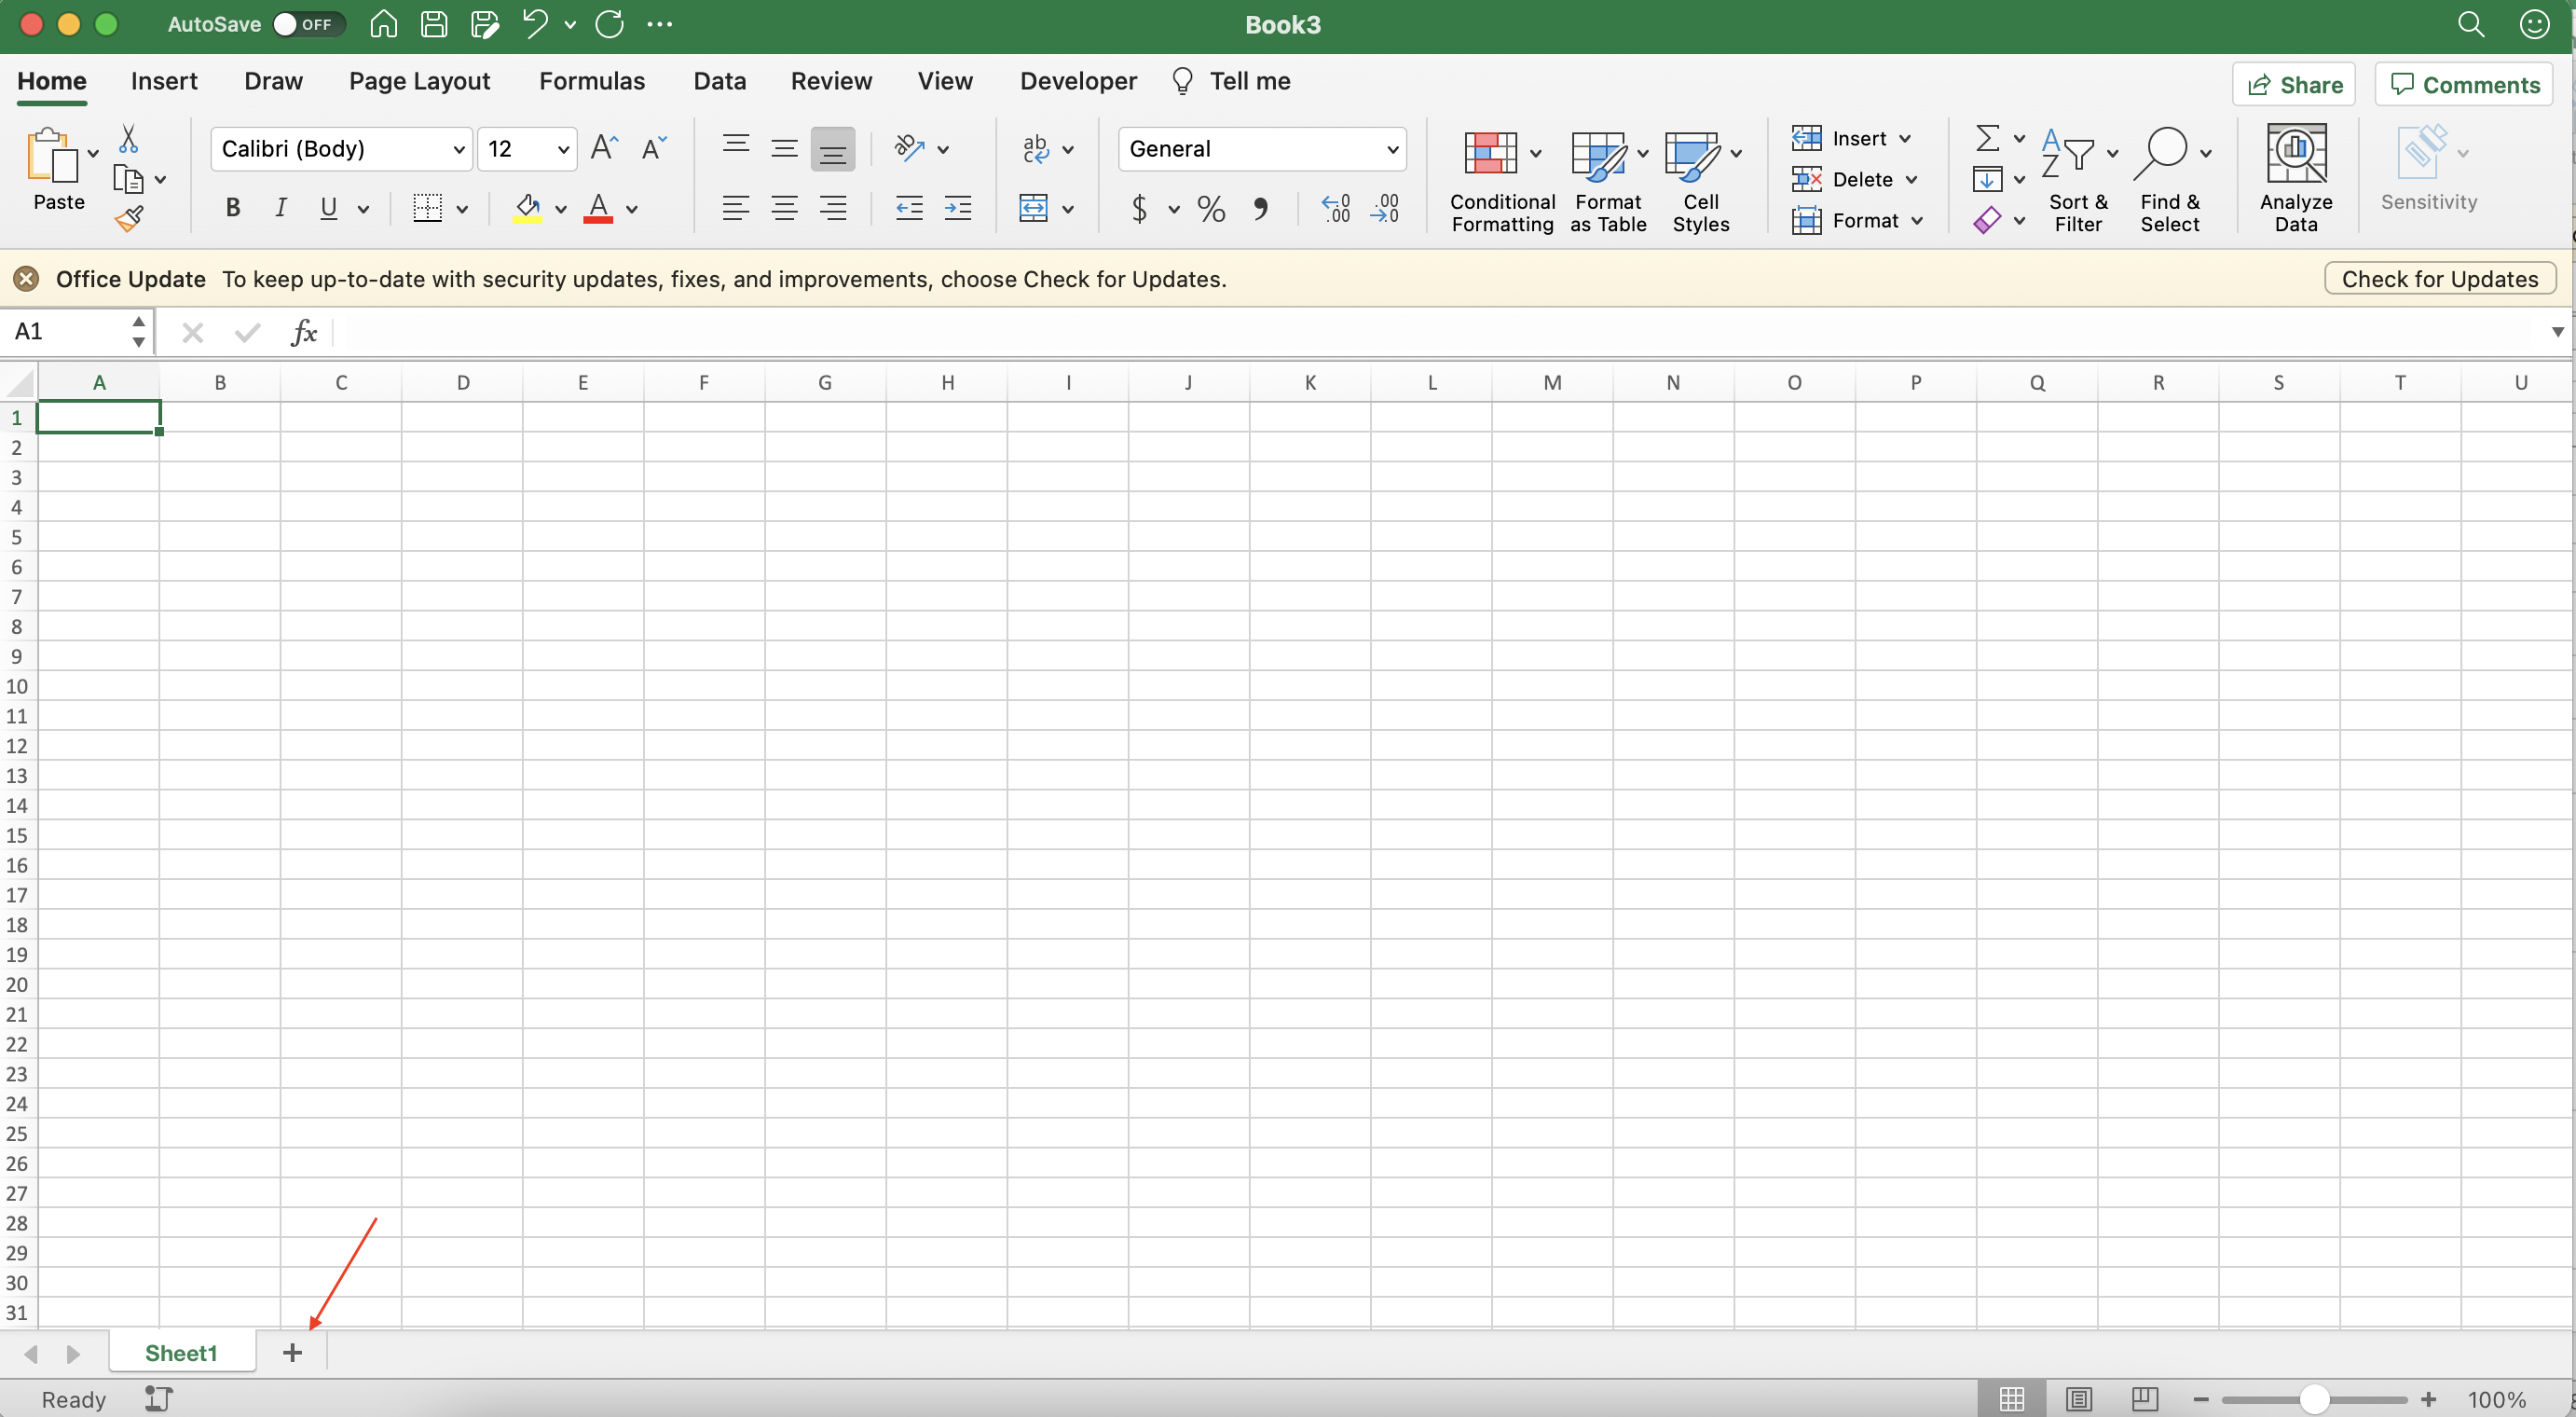 AutoSave OFF Book3
Home Insert Draw Page Layout Formulas Data Review View Developer Tell me Share Comments
Paste
Calibri (Body) 12
B I U
A A A
ab ab c
General
$ % , .0 .00 .00 .0
Conditional Formatting
Format as Table
Cell Styles
Insert
Delete
Format
Σ
A Z
Sort & Filter
Find & Select
Analyze Data
Sensitivity
Office Update To keep up-to-date with security updates, fixes, and improvements, choose Check for Updates. Check for Updates
A1 fx
A B C D E F G H I J K L M N O P Q R S T U
1
2
3
4
5
6
7
8
9
10
11
12
13
14
15
16
17
18
19
20
21
22
23
24
25
26
27
28
29
30
31
Sheet1 +
Ready 100%